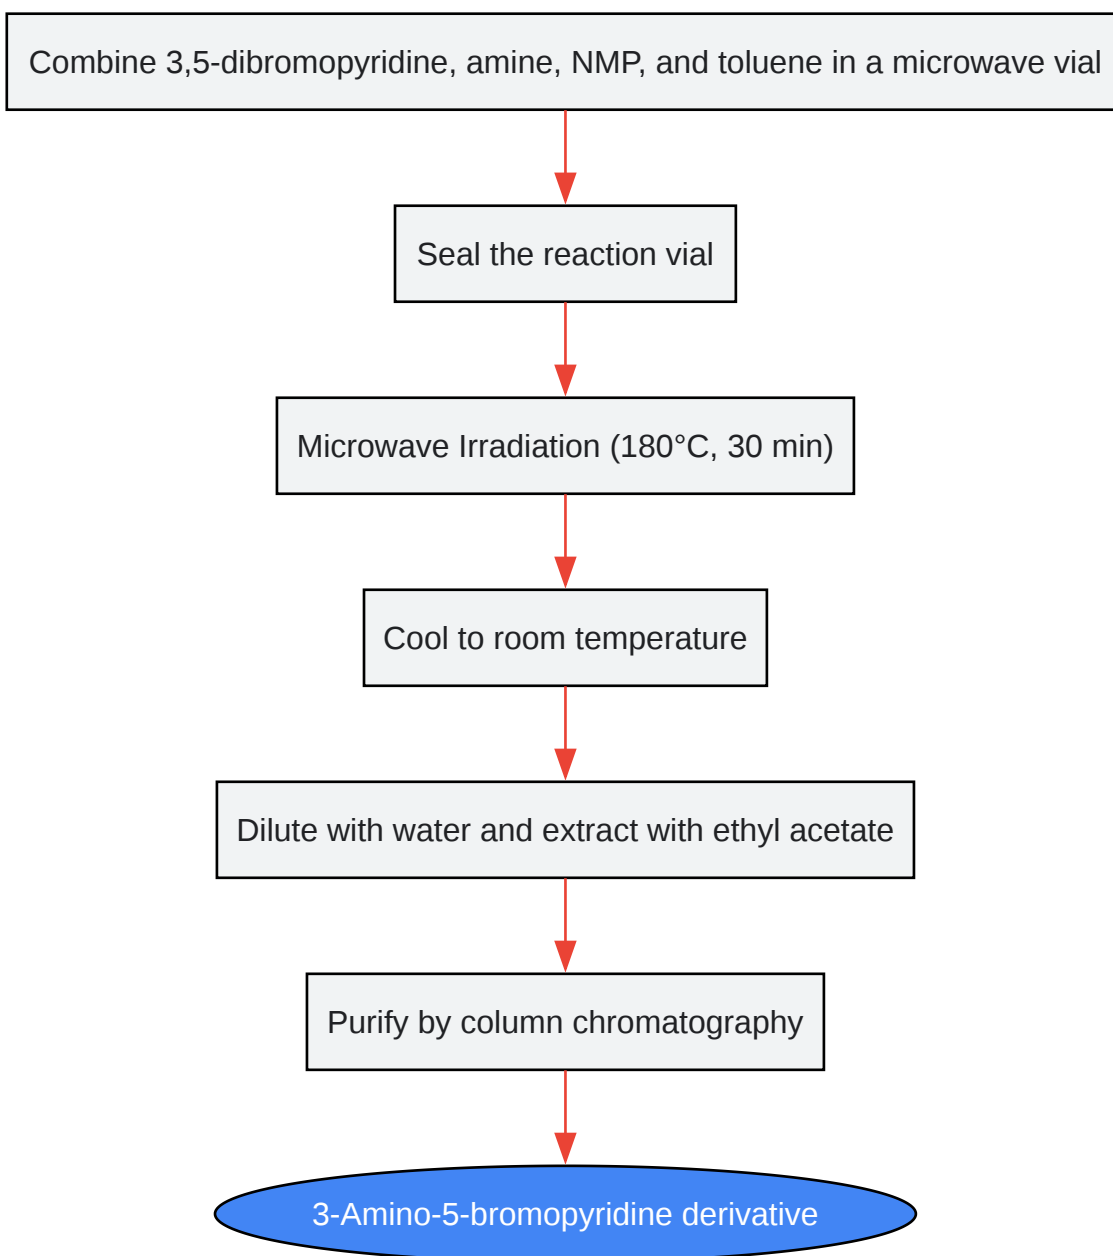 Combine 3,5-dibromopyridine, amine, NMP, and toluene in a microwave vial
Seal the reaction vial
Microwave Irradiation (180°C, 30 min)
Cool to room temperature
Dilute with water and extract with ethyl acetate
Purify by column chromatography
3-Amino-5-bromopyridine derivative